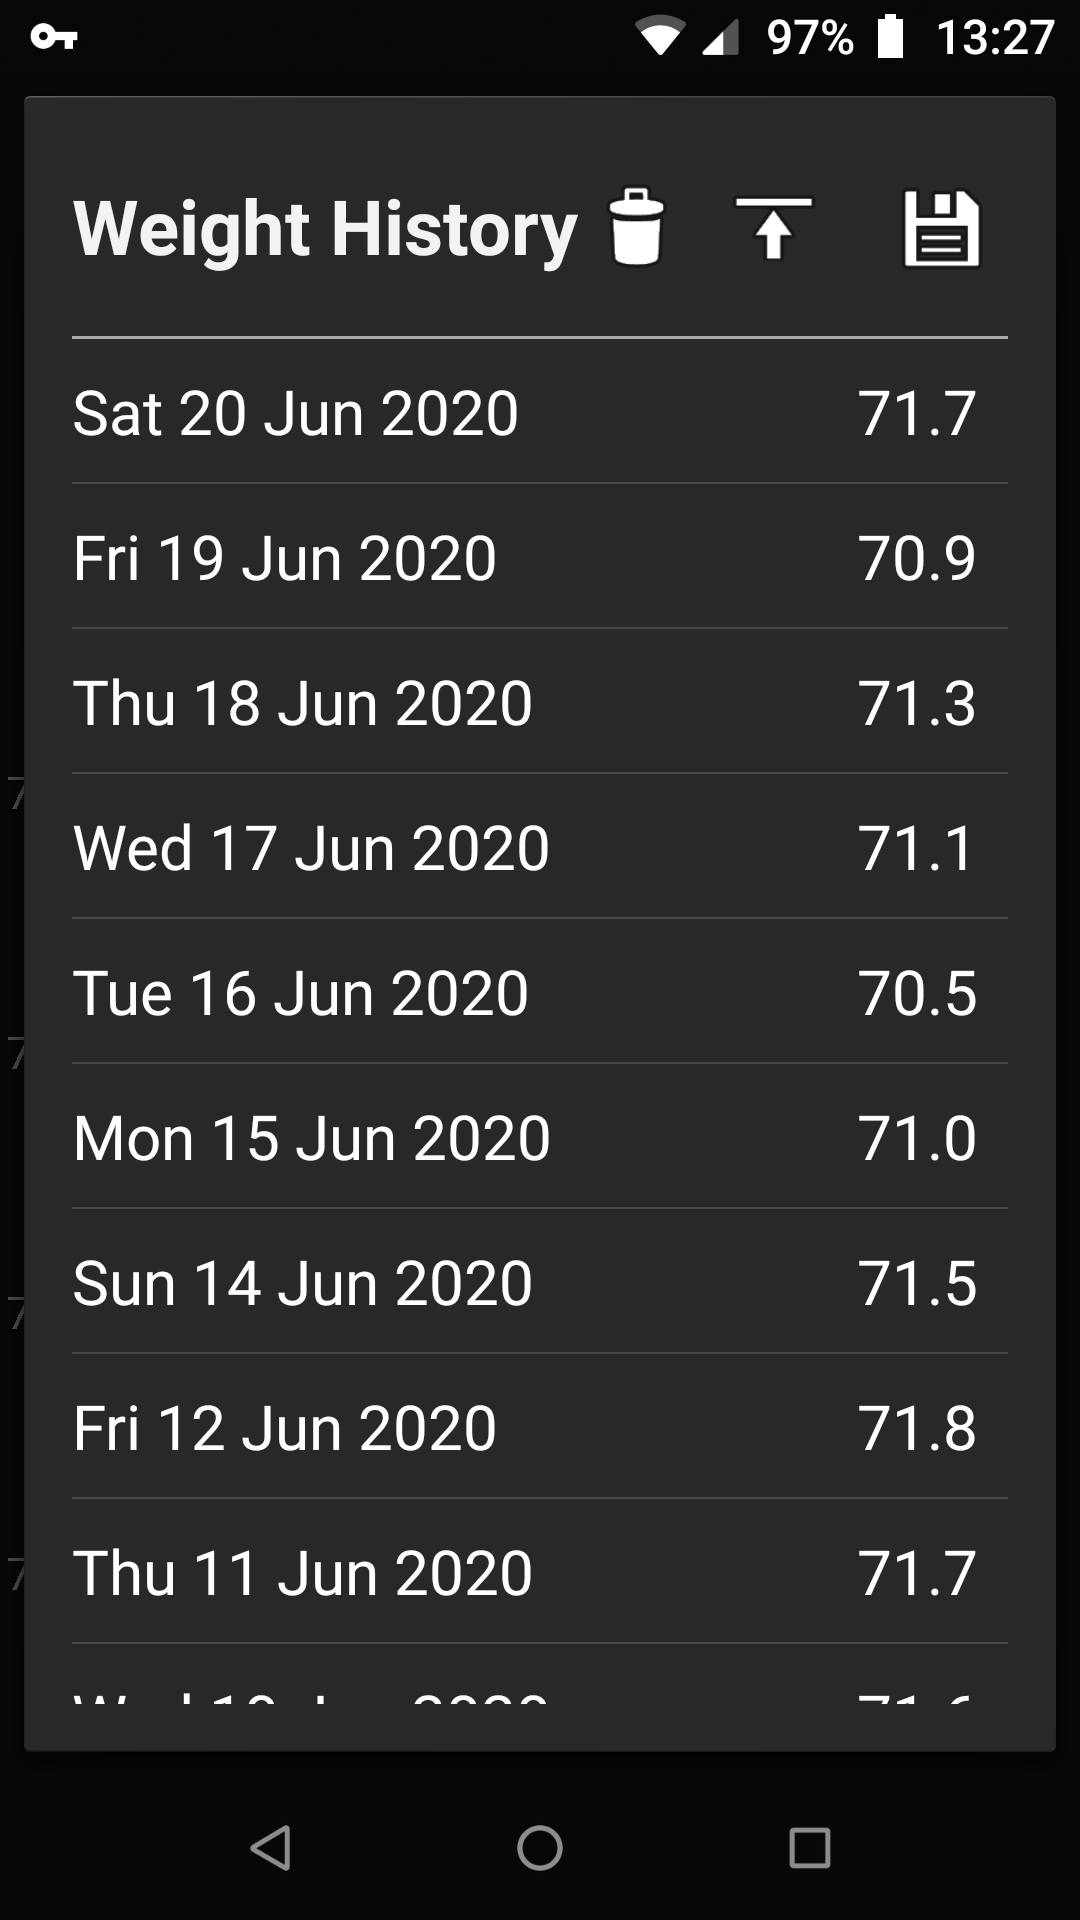 97% 13:27
Weight History
Sat 20 Jun 2020 71.7
Fri 19 Jun 2020 70.9
Thu 18 Jun 2020 71.3
Wed 17 Jun 2020 71.1
Tue 16 Jun 2020 70.5
Mon 15 Jun 2020 71.0
Sun 14 Jun 2020 71.5
Fri 12 Jun 2020 71.8
Thu 11 Jun 2020 71.7